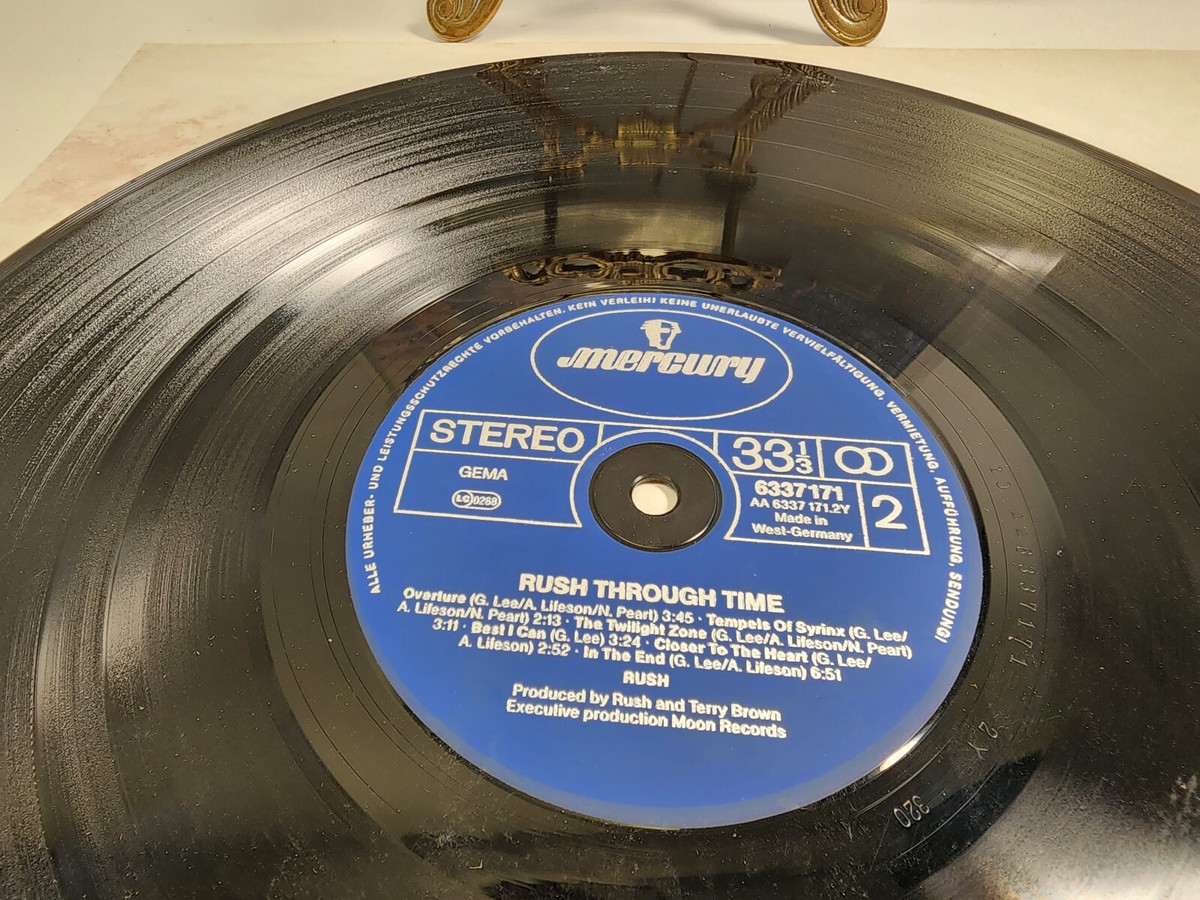 ALLE URHEBER- UND LEISTUNGSSCHUTZRECHTE VORBEHALTEN. KEIN VERLEIH! KEINE UNERLAUBTE VERVIELFÄLTIGUNG, VERMIETUNG, AUFFÜHRUNG, SENDUNG!
mercury
STEREO
33 1/3
GEMA
LC 0268
6337171
AA 6337 171.2Y
Made in
West-Germany
2
RUSH THROUGH TIME
Overture (G. Lee/A. Lifeson/N. Peart) 3:45 · Tempels Of Syrinx (G. Lee/
A. Lifeson/N. Peart) 2:13 · The Twilight Zone (G. Lee/A. Lifeson/N. Peart)
3:11 · Best I Can (G. Lee) 3:24 · Closer To The Heart (G. Lee/
A. Lifeson) 2:52 · In The End (G. Lee/A. Lifeson) 6:51
RUSH
Produced by Rush and Terry Brown
Executive production Moon Records
2 Y
320